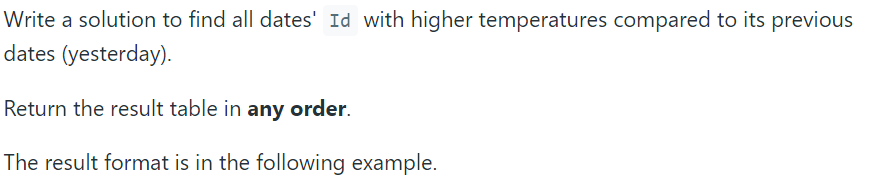 Write a solution to find all dates' Id with higher temperatures compared to its previous
dates (yesterday).
Return the result table in any order.
The result format is in the following example.